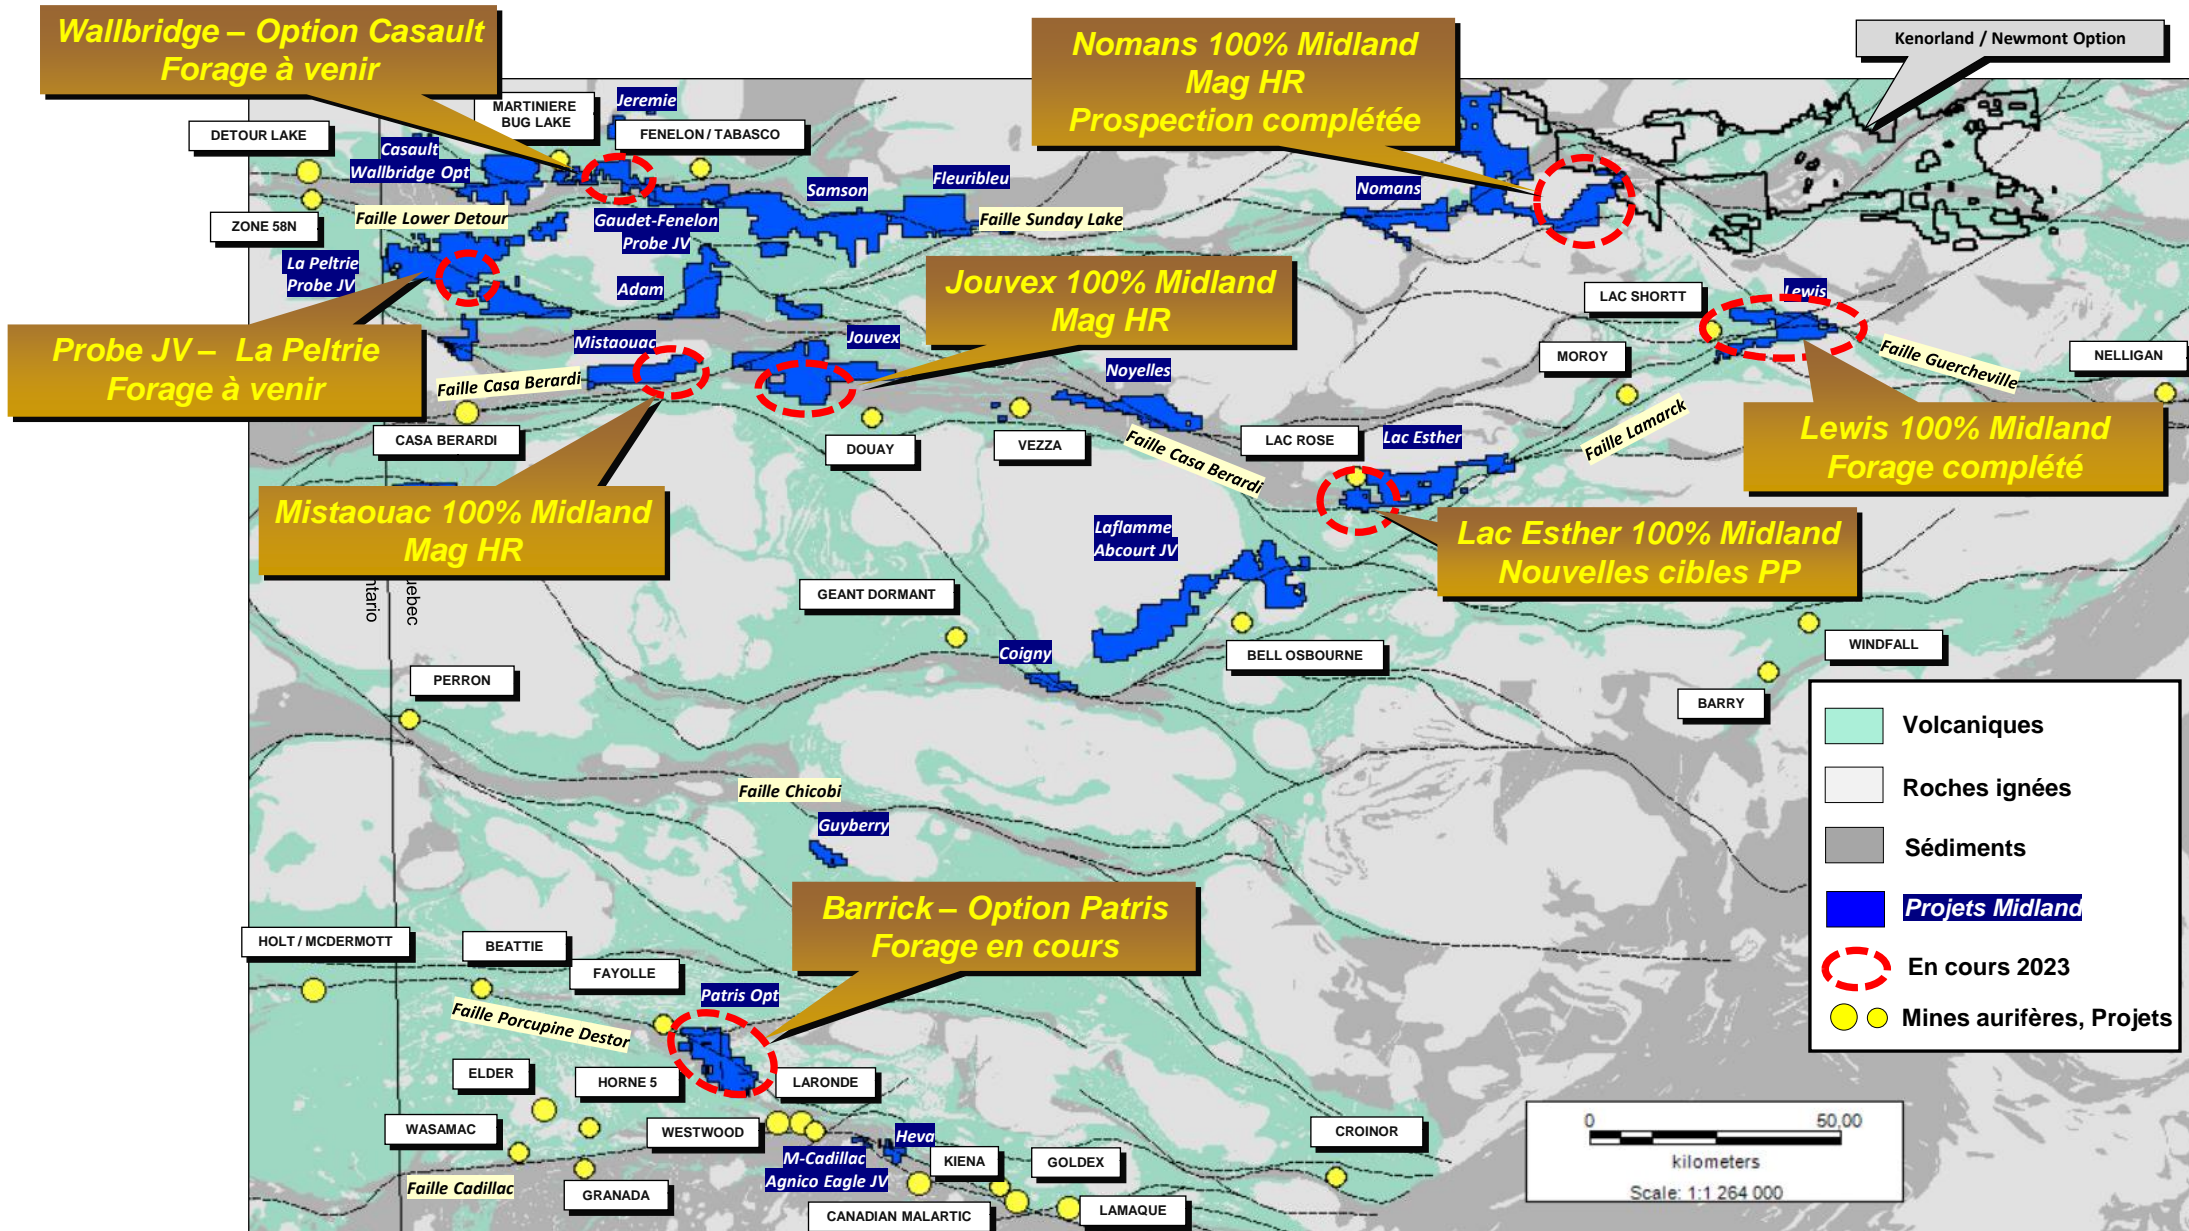 Wallbridge – Option Casault
Forage à venir
Nomans 100% Midland
Mag HR
Prospection complétée
Kenorland / Newmont Option
Jeremie
MARTINIERE
BUG LAKE
FENELON / TABASCO
DETOUR LAKE
Casault
Wallbridge Opt
Samson
Fleuribleu
Nomans
Faille Lower Detour
Gaudet-Fenelon
Probe JV
Faille Sunday Lake
ZONE 58N
La Peltrie
Probe JV
Adam
Jouvex 100% Midland
Mag HR
LAC SHORTT
Lewis
Probe JV – La Peltrie
Forage à venir
Mistaouac
Jouvex
MOROY
Faille Guercheville
NELLIGAN
Noyelles
Faille Casa Berardi
CASA BERARDI
DOUAY
VEZZA
Faille Casa Berardi
LAC ROSE
Lac Esther
Faille Lamarck
Lewis 100% Midland
Forage complété
Mistaouac 100% Midland
Mag HR
Laflamme
Abcourt JV
Lac Esther 100% Midland
Nouvelles cibles PP
ntario
uebec
GEANT DORMANT
Coigny
BELL OSBOURNE
WINDFALL
PERRON
BARRY
Volcaniques
Roches ignées
Sédiments
Projets Midland
En cours 2023
Mines aurifères, Projets
Faille Chicobi
Guyberry
Barrick – Option Patris
Forage en cours
HOLT / MCDERMOTT
BEATTIE
FAYOLLE
Patris Opt
Faille Porcupine Destor
ELDER
HORNE 5
LARONDE
WASAMAC
WESTWOOD
Heva
M-Cadillac
Agnico Eagle JV
KIENA
GOLDEX
CROINOR
Faille Cadillac
GRANADA
CANADIAN MALARTIC
LAMAQUE
0 50,00
kilometers
Scale: 1:1 264 000